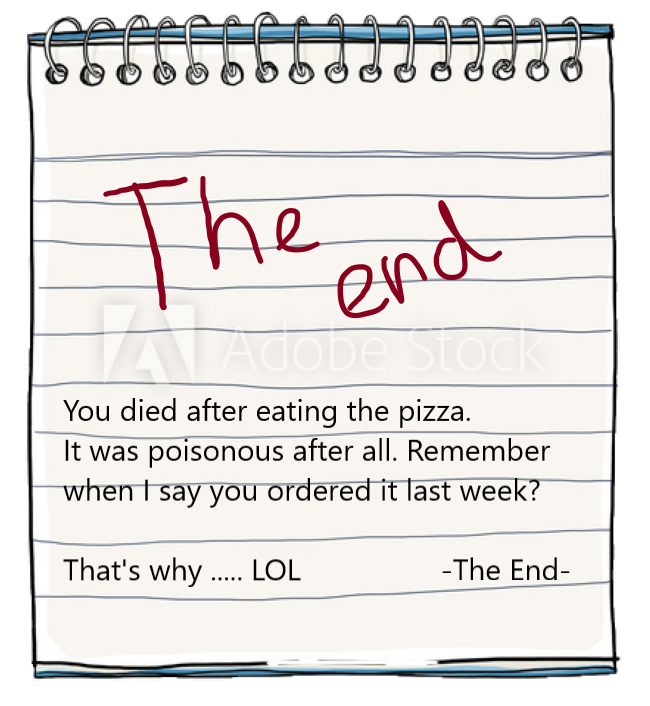 The
end
Adobe Stock
You died after eating the pizza.
It was poisonous after all. Remember
when I say you ordered it last week?
That's why ..... LOL -The End-